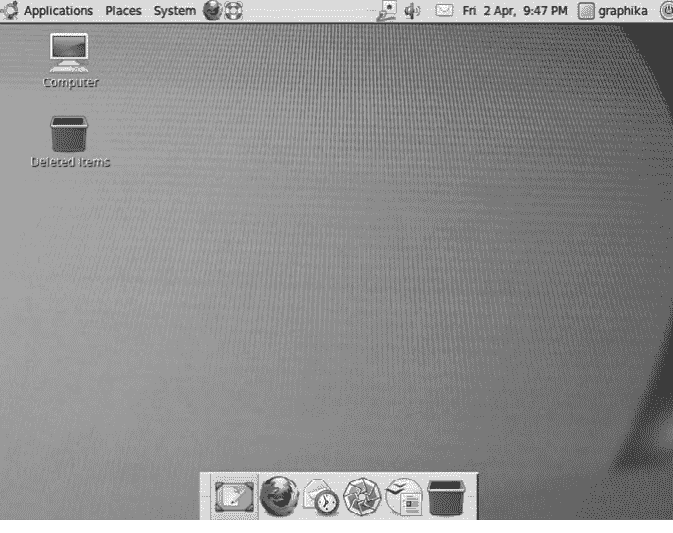 Applications Places System Fri 2 Apr, 9:47 PM graphika
Computer
Deleted Items